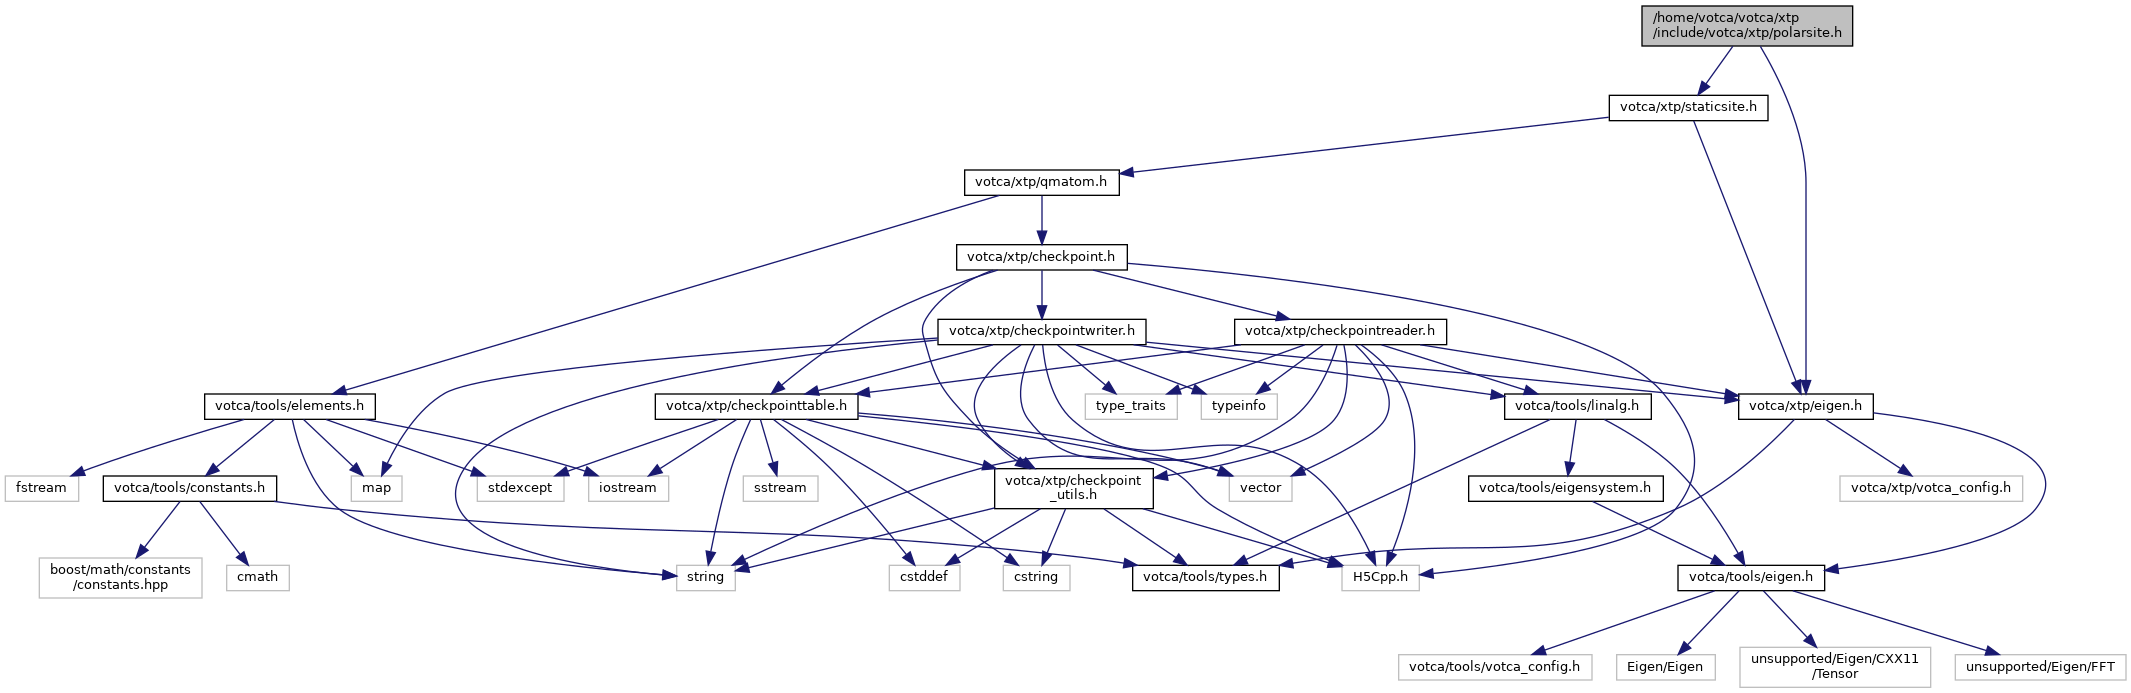 /home/votca/votca/xtp
/include/votca/xtp/polarsite.h
votca/xtp/staticsite.h
votca/xtp/qmatom.h
votca/xtp/checkpoint.h
votca/xtp/checkpointwriter.h
votca/xtp/checkpointreader.h
votca/tools/elements.h
votca/xtp/checkpointtable.h
type_traits
typeinfo
votca/tools/linalg.h
votca/xtp/eigen.h
fstream
votca/tools/constants.h
map
stdexcept
iostream
sstream
votca/xtp/checkpoint
_utils.h
vector
votca/tools/eigensystem.h
votca/xtp/votca_config.h
boost/math/constants
/constants.hpp
cmath
string
cstddef
cstring
votca/tools/types.h
H5Cpp.h
votca/tools/eigen.h
votca/tools/votca_config.h
Eigen/Eigen
unsupported/Eigen/CXX11
/Tensor
unsupported/Eigen/FFT